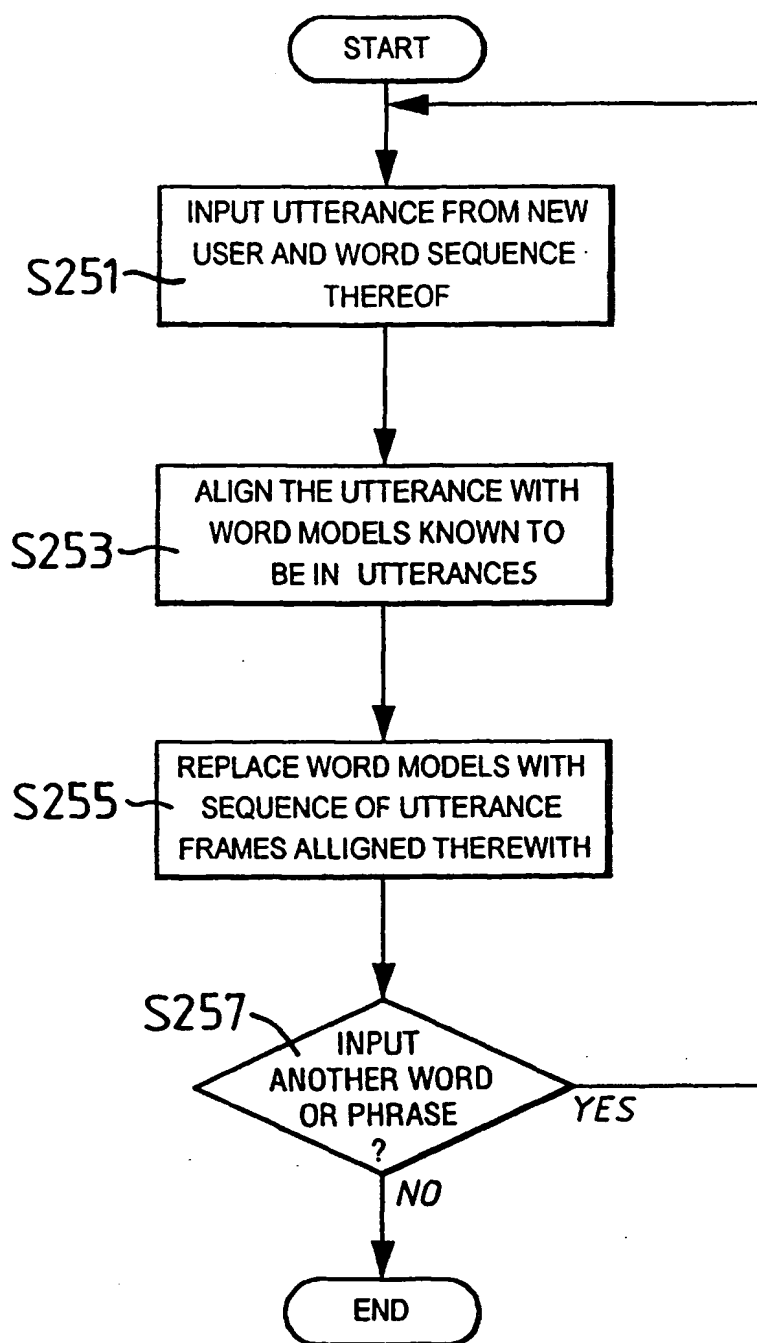 START
INPUT UTTERANCE FROM NEW
USER AND WORD SEQUENCE
THEREOF
S251
ALIGN THE UTTERANCE WITH
WORD MODELS KNOWN TO
BE IN UTTERANCES
S253
REPLACE WORD MODELS WITH
SEQUENCE OF UTTERANCE
FRAMES ALLIGNED THEREWITH
S255
S257
INPUT
ANOTHER WORD
OR PHRASE
?
YES
NO
END